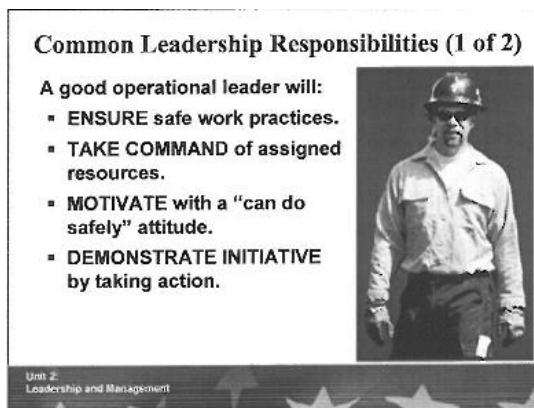 Common Leadership Responsibilities (1 of 2)
A good operational leader will:
▪ ENSURE safe work practices.
▪ TAKE COMMAND of assigned
resources.
▪ MOTIVATE with a “can do
safely” attitude.
▪ DEMONSTRATE INITIATIVE
by taking action.
Unit 2:
Leadership and Management